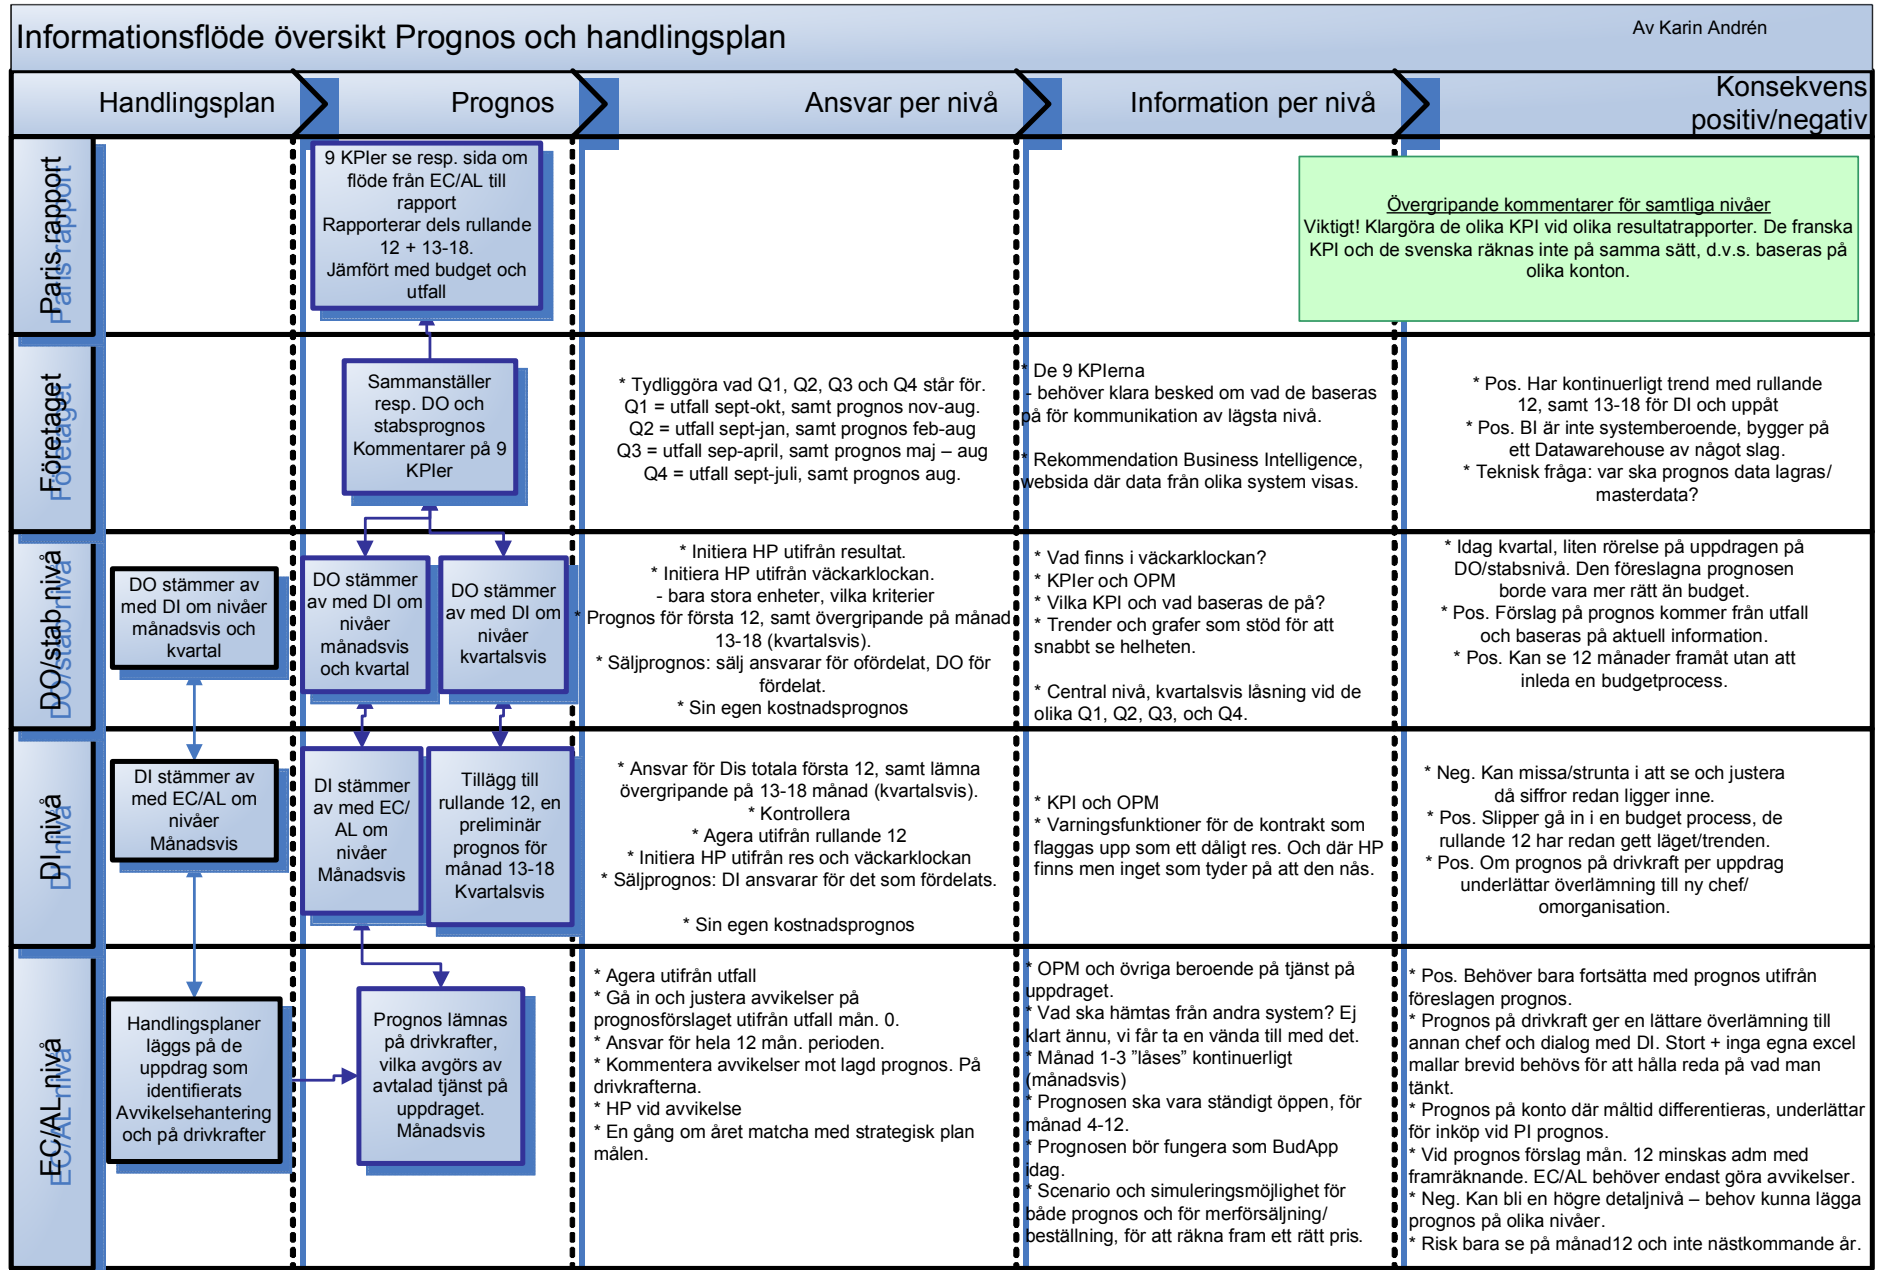 Informationsflöde översikt Prognos och handlingsplan
Av Karin Andrén
Handlingsplan
Prognos
Ansvar per nivå
Information per nivå
Konsekvens
positiv/negativ
Paris rapport
9 KPIer se resp. sida om
flöde från EC/AL till
rapport
Rapporterar dels rullande
12 + 13-18.
Jämfört med budget och
utfall
Övergripande kommentarer för samtliga nivåer
Viktigt! Klargöra de olika KPI vid olika resultatrapporter. De franska
KPI och de svenska räknas inte på samma sätt, d.v.s. baseras på
olika konton.
Företaget
Sammanställer
resp. DO och
stabsprognos
Kommentarer på 9
KPIer
* Tydliggöra vad Q1, Q2, Q3 och Q4 står för.
Q1 = utfall sept-okt, samt prognos nov-aug.
Q2 = utfall sept-jan, samt prognos feb-aug
Q3 = utfall sep-april, samt prognos maj – aug
Q4 = utfall sept-juli, samt prognos aug.
* De 9 KPIerna
- behöver klara besked om vad de baseras
på för kommunikation av lägsta nivå.
* Rekommendation Business Intelligence,
websida där data från olika system visas.
* Pos. Har kontinuerligt trend med rullande
12, samt 13-18 för DI och uppåt
* Pos. BI är inte systemberoende, bygger på
ett Datawarehouse av något slag.
* Teknisk fråga: var ska prognos data lagras/
masterdata?
DO/stab nivå
DO stämmer av
med DI om nivåer
månadsvis och
kvartal
DO stämmer
av med DI om
nivåer
månadsvis
och kvartal
DO stämmer
av med DI om
nivåer
kvartalsvis
* Initiera HP utifrån resultat.
* Initiera HP utifrån väckarklockan.
- bara stora enheter, vilka kriterier
* Prognos för första 12, samt övergripande på månad
13-18 (kvartalsvis).
* Säljprognos: sälj ansvarar för ofördelat, DO för
fördelat.
* Sin egen kostnadsprognos
* Vad finns i väckarklockan?
* KPIer och OPM
* Vilka KPI och vad baseras de på?
* Trender och grafer som stöd för att
snabbt se helheten.
* Central nivå, kvartalsvis låsning vid de
olika Q1, Q2, Q3, och Q4.
* Idag kvartal, liten rörelse på uppdragen på
DO/stabsnivå. Den föreslagna prognosen
borde vara mer rätt än budget.
* Pos. Förslag på prognos kommer från utfall
och baseras på aktuell information.
* Pos. Kan se 12 månader framåt utan att
inleda en budgetprocess.
DI nivå
DI stämmer av
med EC/AL om
nivåer
Månadsvis
DI stämmer
av med EC/
AL om
nivåer
Månadsvis
Tillägg till
rullande 12, en
preliminär
prognos för
månad 13-18
Kvartalsvis
* Ansvar för Dis totala första 12, samt lämna
övergripande på 13-18 månad (kvartalsvis).
* Kontrollera
* Agera utifrån rullande 12
* Initiera HP utifrån res och väckarklockan
* Säljprognos: DI ansvarar för det som fördelats.
* Sin egen kostnadsprognos
* KPI och OPM
* Varningsfunktioner för de kontrakt som
flaggas upp som ett dåligt res. Och där HP
finns men inget som tyder på att den nås.
* Neg. Kan missa/strunta i att se och justera
då siffror redan ligger inne.
* Pos. Slipper gå in i en budget process, de
rullande 12 har redan gett läget/trenden.
* Pos. Om prognos på drivkraft per uppdrag
underlättar överlämning till ny chef/
omorganisation.
EC/AL nivå
Handlingsplaner
läggs på de
uppdrag som
identifierats
Avvikelsehantering
och på drivkrafter
Prognos lämnas
på drivkrafter,
vilka avgörs av
avtalad tjänst på
uppdraget.
Månadsvis
* Agera utifrån utfall
* Gå in och justera avvikelser på
prognosförslaget utifrån utfall mån. 0.
* Ansvar för hela 12 mån. perioden.
* Kommentera avvikelser mot lagd prognos. På
drivkrafterna.
* HP vid avvikelse
* En gång om året matcha med strategisk plan
målen.
* OPM och övriga beroende på tjänst på
uppdraget.
* Vad ska hämtas från andra system? Ej
klart ännu, vi får ta en vända till med det.
* Månad 1-3 ”låses” kontinuerligt
(månadsvis)
* Prognosen ska vara ständigt öppen, för
månad 4-12.
* Prognosen bör fungera som BudApp
idag.
* Scenario och simuleringsmöjlighet för
både prognos och för merförsäljning/
beställning, för att räkna fram ett rätt pris.
* Pos. Behöver bara fortsätta med prognos utifrån
föreslagen prognos.
* Prognos på drivkraft ger en lättare överlämning till
annan chef och dialog med DI. Stort + inga egna excel
mallar brevid behövs för att hålla reda på vad man
tänkt.
* Prognos på konto där måltid differentieras, underlättar
för inköp vid PI prognos.
* Vid prognos förslag mån. 12 minskas adm med
framräknande. EC/AL behöver endast göra avvikelser.
* Neg. Kan bli en högre detaljnivå – behov kunna lägga
prognos på olika nivåer.
* Risk bara se på månad12 och inte nästkommande år.